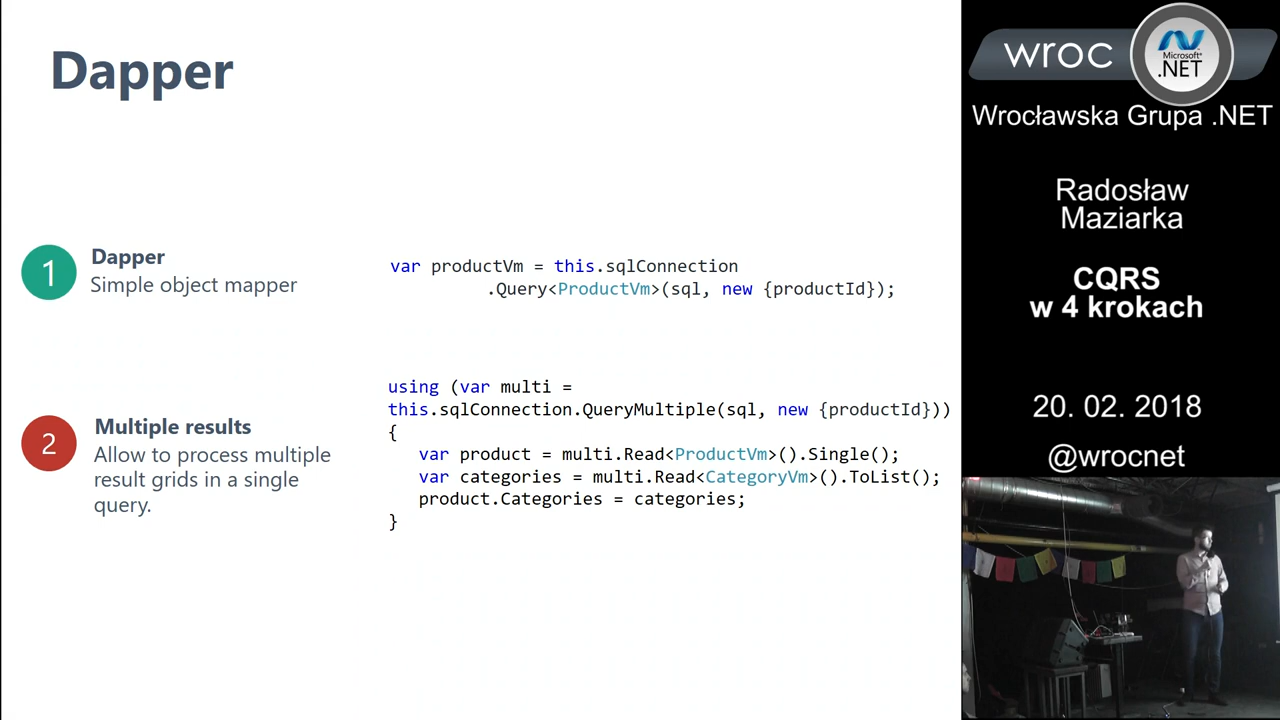 Dapper
1
Dapper
Simple object mapper
var productVm = this.sqlConnection
.Query<ProductVm>(sql, new {productId});
2
Multiple results
Allow to process multiple
result grids in a single
query.
using (var multi =
this.sqlConnection.QueryMultiple(sql, new {productId}))
{
var product = multi.Read<ProductVm>().Single();
var categories = multi.Read<CategoryVm>().ToList();
product.Categories = categories;
}
wroc
Microsoft®
.NET
Wrocławska Grupa .NET
Radosław
Maziarka
CQRS
w 4 krokach
20. 02. 2018
@wrocnet